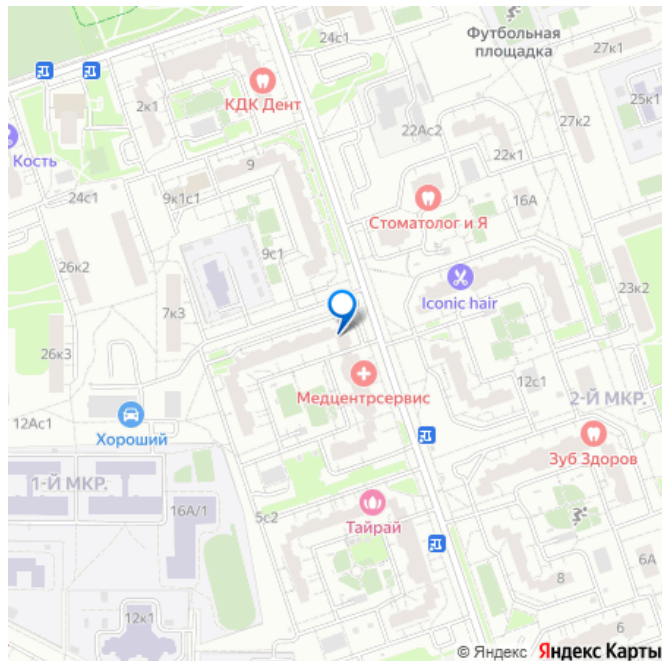 24с1
Футбольная
площадка
27к1
2к1
КДК Дент
25к1
27к2
22Ас2
Кость
9
22к1
24с1
9к1с1
16А
Стоматолог и Я
9с1
26к2
Iconic hair
23к2
7к3
26к3
12с1
Медцентрсервис
2-Й МКР.
12Ас1
Хороший
Зуб Здоров
1-Й МКР.
16А/1
5с2
Тайрай
6А
8
12к1
6
© Яндекс Яндекс Карты